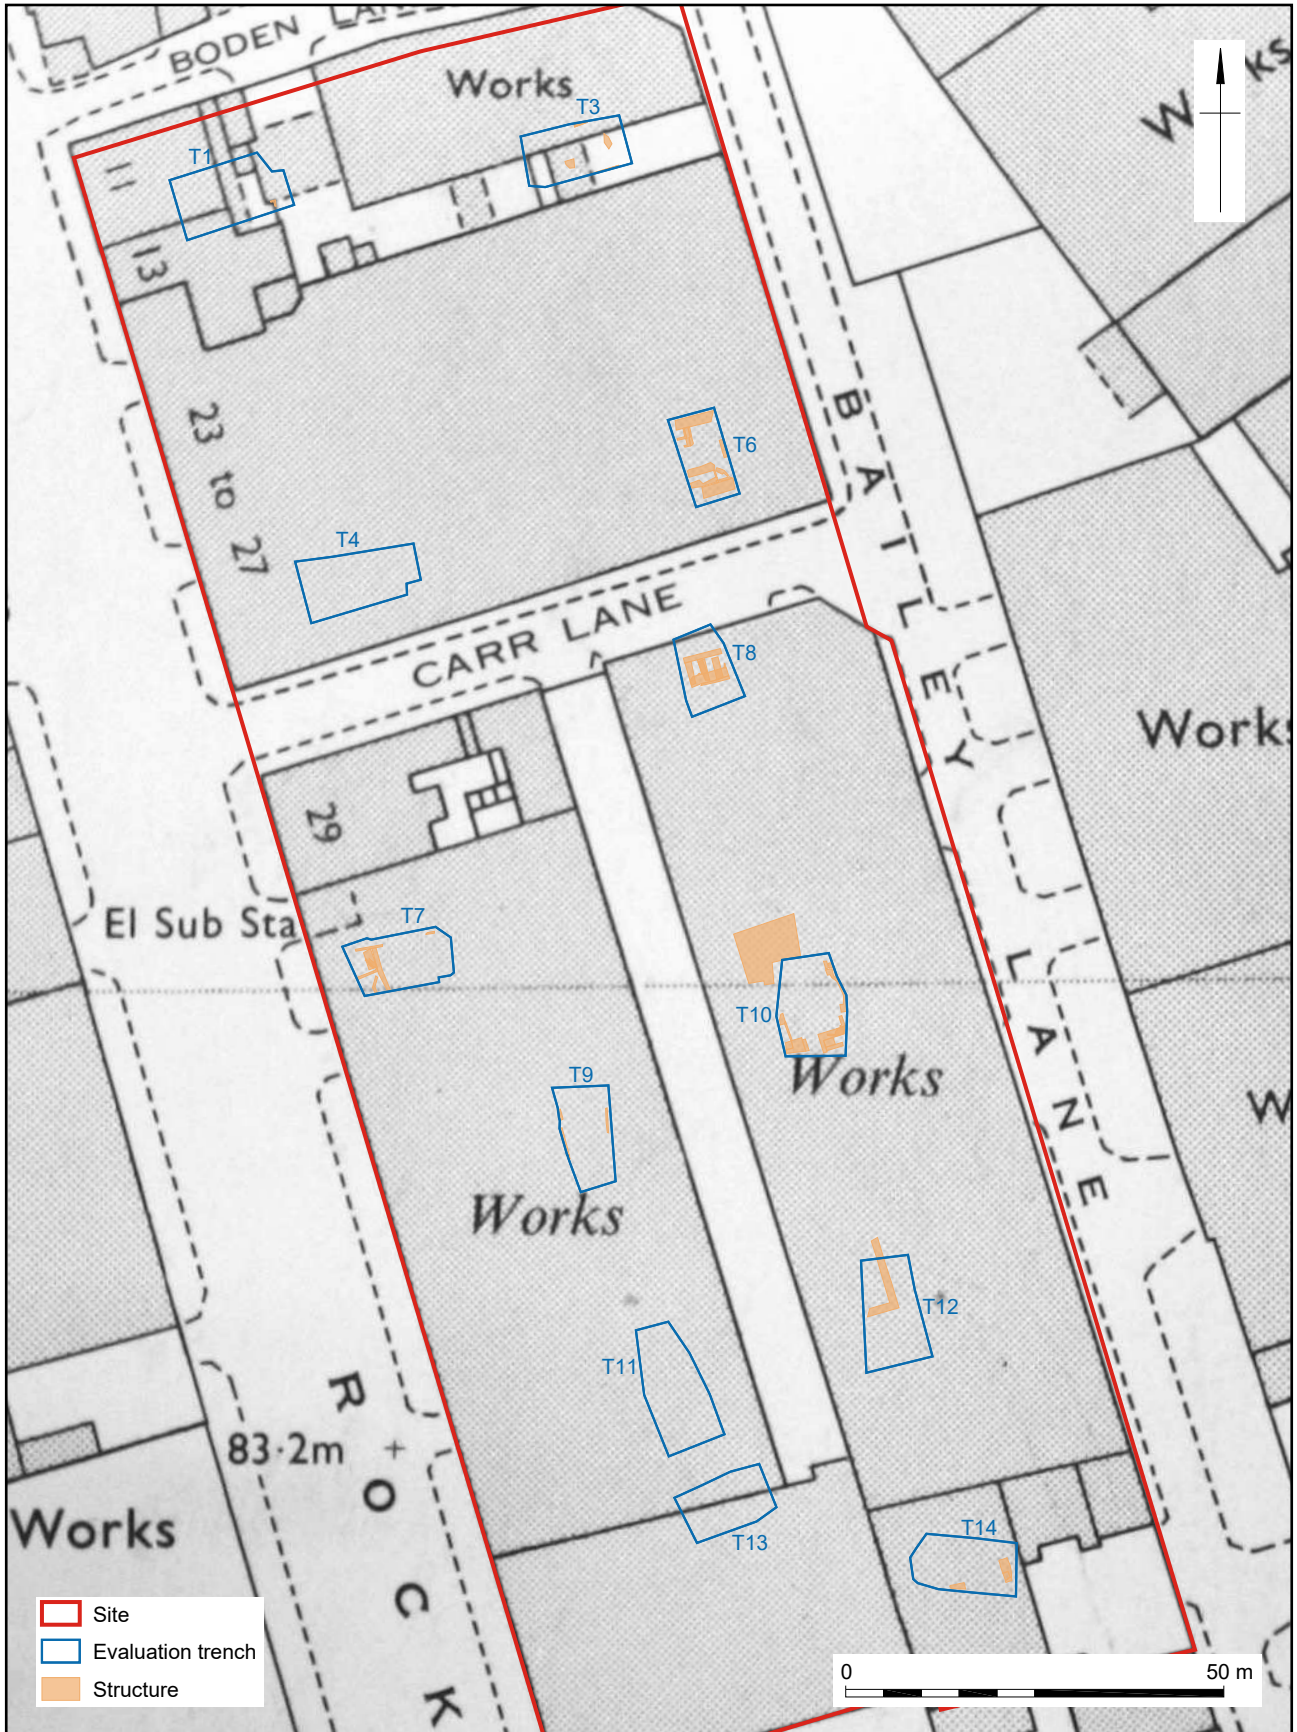 BODEN LANE
Works
Works
T3
T1
11
13
23 to 27
T6
T4
BAILEY LANE
CARR LANE
T8
Works
29
El Sub Sta
T7
T10
Works
T9
Works
T12
T11
ROCK
83·2m
Works
T13
T14
Site
Evaluation trench
Structure
0 50 m